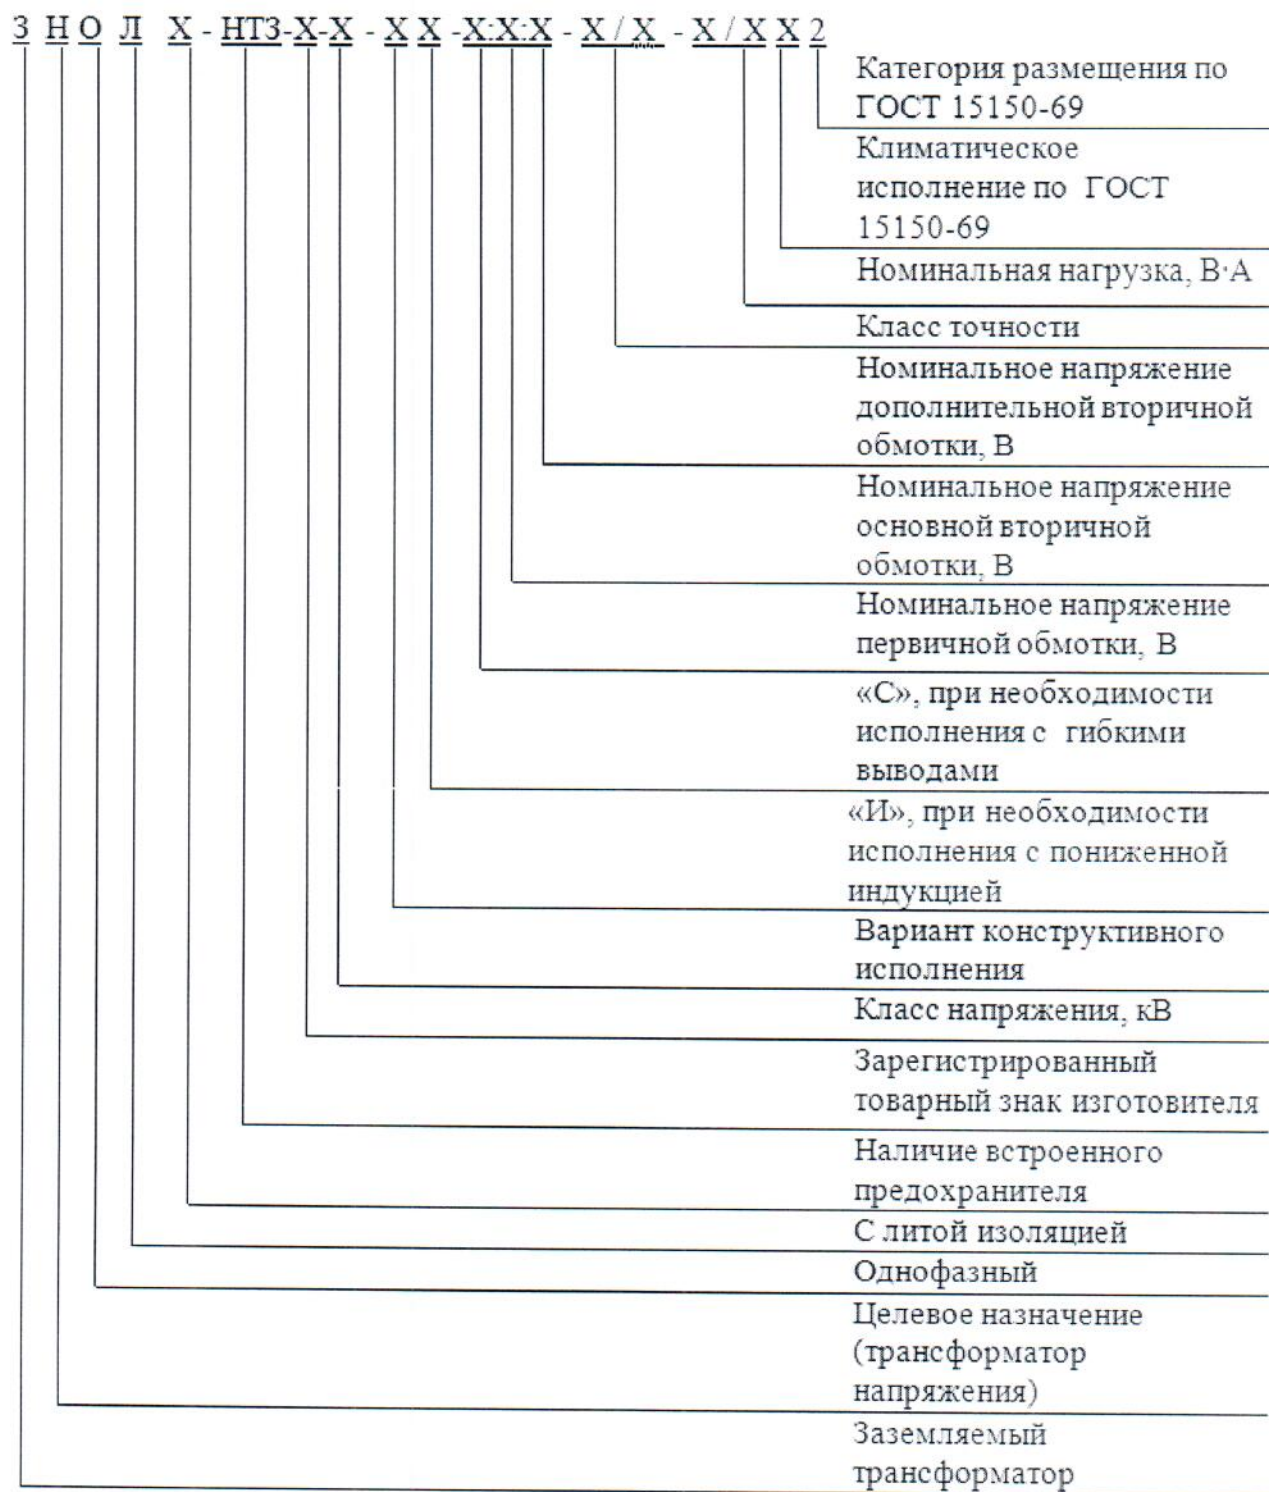 З Н О Л Х - НТЗ-Х-Х - Х Х -Х:Х:Х - Х / Х - Х / Х Х 2
Категория размещения по
ГОСТ 15150-69
Климатическое
исполнение по ГОСТ
15150-69
Номинальная нагрузка, В·А
Класс точности
Номинальное напряжение
дополнительной вторичной
обмотки, В
Номинальное напряжение
основной вторичной
обмотки, В
Номинальное напряжение
первичной обмотки, В
«С», при необходимости
исполнения с гибкими
выводами
«И», при необходимости
исполнения с пониженной
индукцией
Вариант конструктивного
исполнения
Класс напряжения, кВ
Зарегистрированный
товарный знак изготовителя
Наличие встроенного
предохранителя
С литой изоляцией
Однофазный
Целевое назначение
(трансформатор
напряжения)
Заземляемый
трансформатор